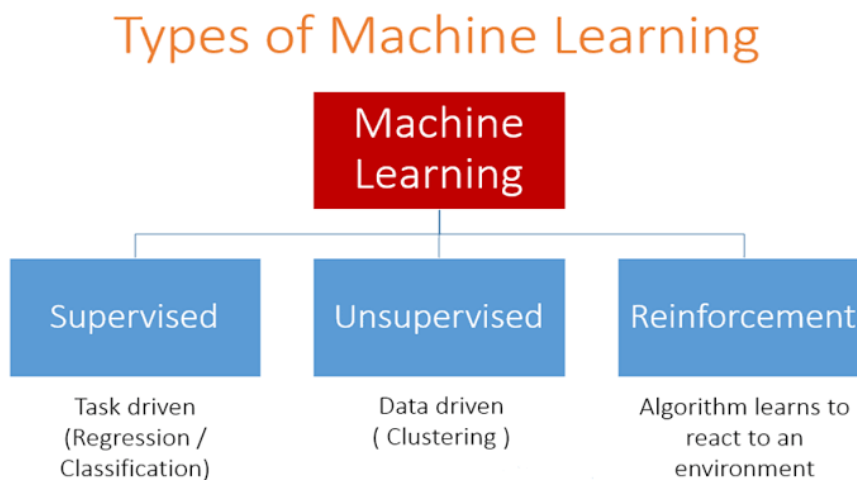 Types of Machine Learning
Machine
Learning
Supervised
Unsupervised
Reinforcement
Task driven
(Regression /
Classification)
Data driven
( Clustering )
Algorithm learns to
react to an
environment